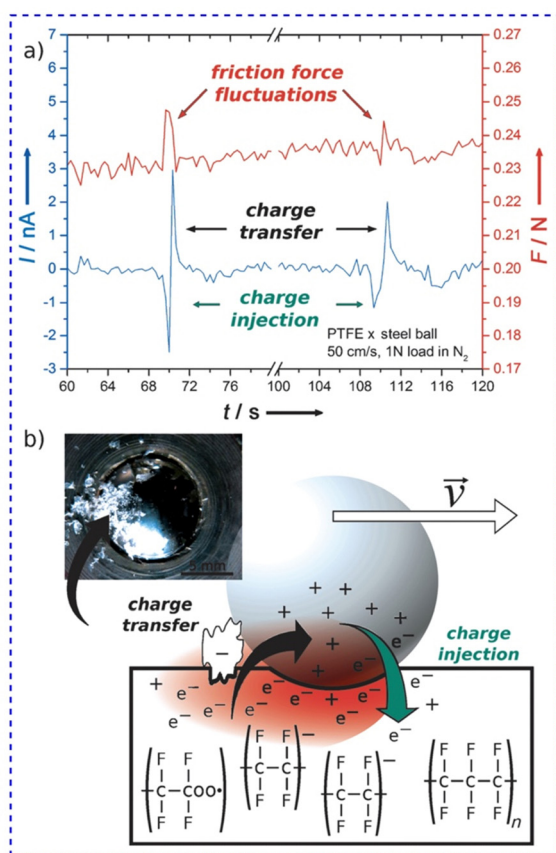 a)
friction force
fluctuations
charge
transfer
charge
injection
PTFE x steel ball
50 cm/s, 1N load in N₂
I / nA
7
6
5
4
3
2
1
0
-1
-2
-3
F / N
0.27
0.26
0.25
0.24
0.23
0.22
0.21
0.20
0.19
0.18
0.17
60 64 68 72 76 100 104 108 112 116 120
t / s
b)
5 mm
v
charge
transfer
charge
injection
+ + + + + + + +
−
+ e⁻ e⁻ e⁻ e⁻ e⁻ e⁻ e⁻ e⁻ e⁻ e⁻ + +
F F F F F F F F F
C C OO• C C − C C − C C C n
F F F F F F F F F